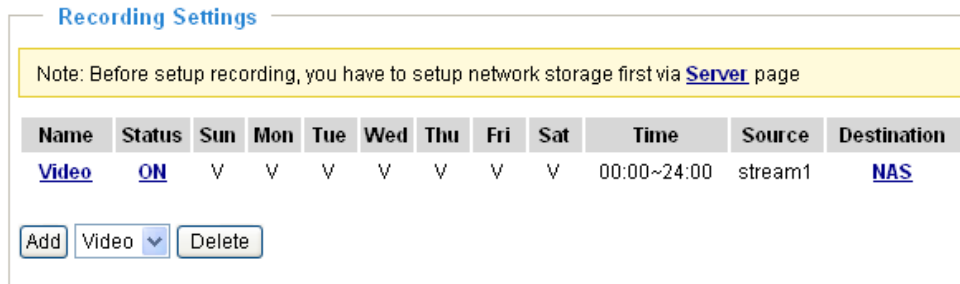 Recording Settings
Note: Before setup recording, you have to setup network storage first via Server page
Name Status Sun Mon Tue Wed Thu Fri Sat Time Source Destination
Video ON V V V V V V V 00:00~24:00 stream1 NAS
Add Video Delete